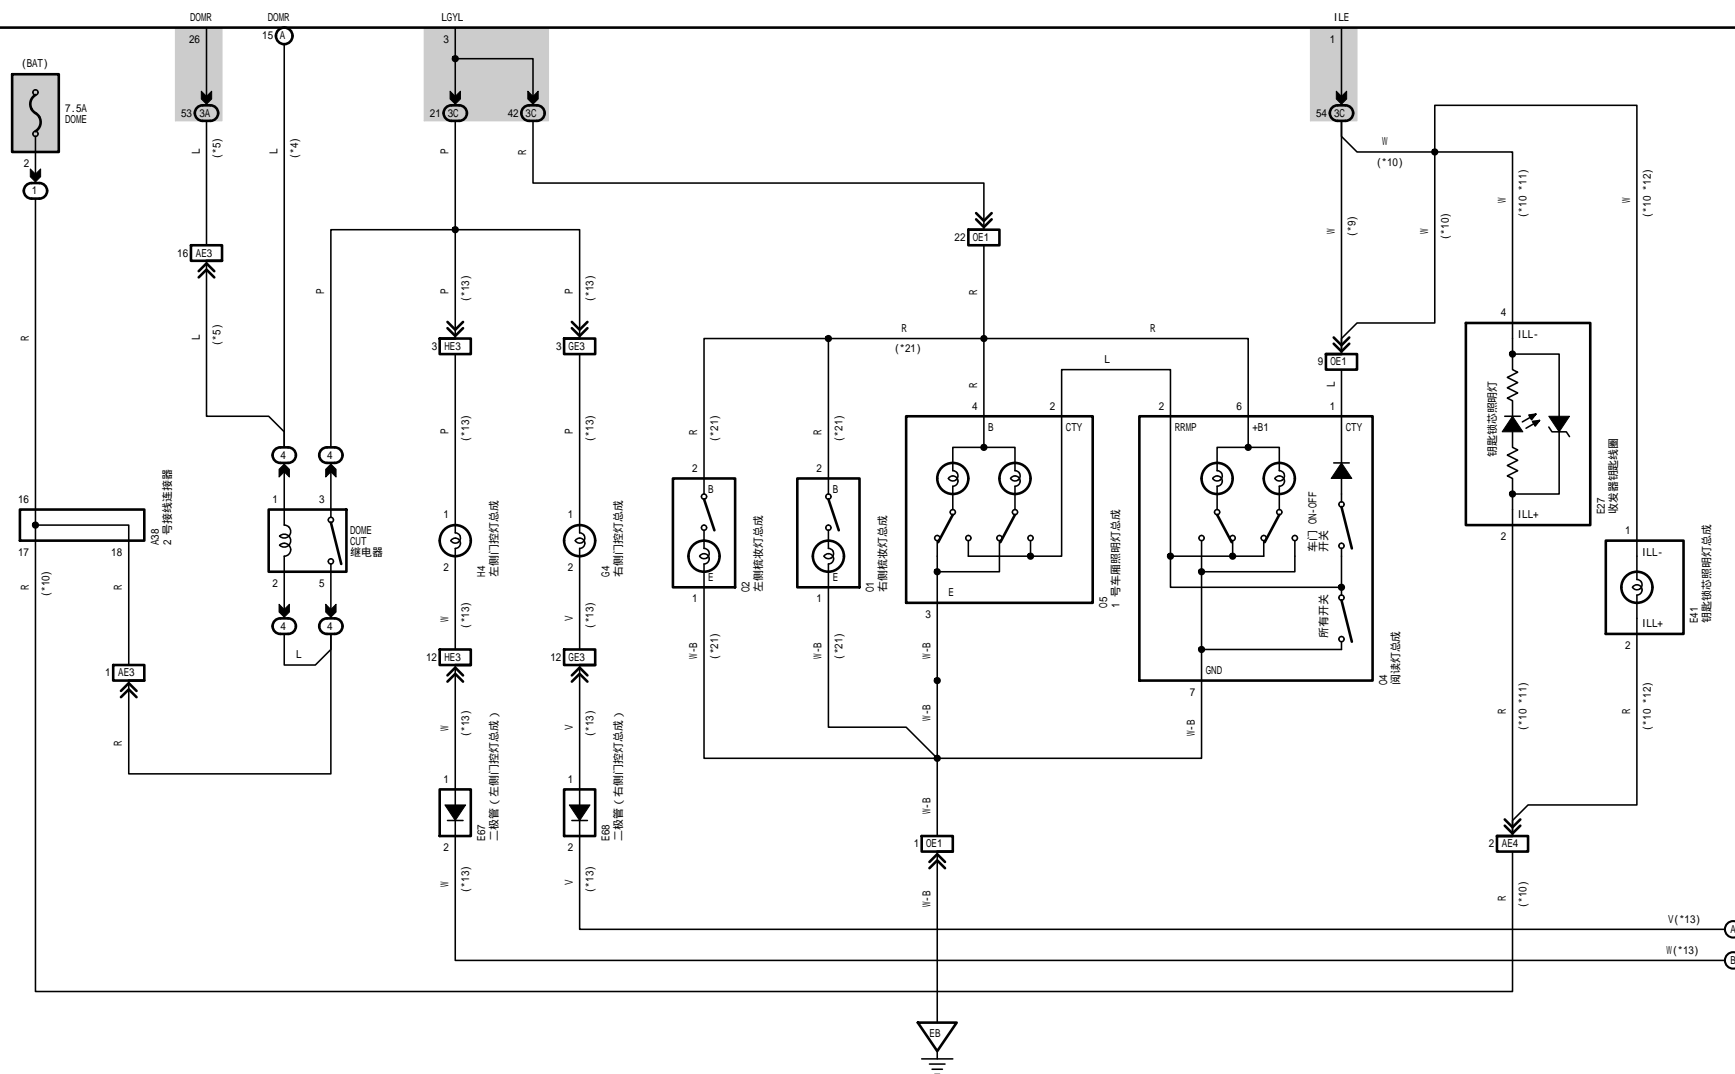 DOMR
DOMR
LGYL
ILE
26
15
A
3
1
(BAT)
7.5A
DOME
53
3A
21
3C
42
3C
54
3C
2
1
L
(*5)
L
(*4)
P
R
W
(*10)
W
(*10 *11)
W
(*10 *12)
W
(*9)
W
(*10)
22
OE1
16
AE3
R
L
(*5)
P
P
(*13)
P
(*13)
R
3
HE3
3
GE3
R
(*21)
R
L
R
9
OE1
L
4
ILL-
钥匙锁芯照明灯
ILL+
2
E27
收发器钥匙线圈
P
(*13)
P
(*13)
R
(*21)
R
(*21)
4
2
B
CTY
2
6
1
RRMP
+B1
CTY
4
4
1
3
DOME
CUT
继电器
2
5
4
4
L
16
17
18
A38
2 号接线连接器
R
(*10)
R
1
AE3
R
1
2
H4
左侧门控灯总成
1
2
G4
右侧门控灯总成
2
B
E
1
O2
左侧梳妆灯总成
2
B
E
1
O1
右侧梳妆灯总成
E
3
O5
1 号车厢照明灯总成
车门 ON-OFF
开关
所有开关
GND
7
O4
阅读灯总成
1
ILL-
ILL+
2
E41
钥匙锁芯照明灯总成
W
(*13)
V
(*13)
12
HE3
12
GE3
W-B
(*21)
W-B
(*21)
W-B
W-B
W-B
W
(*13)
V
(*13)
R
(*10 *11)
R
(*10 *12)
1
2
E67
二极管（左侧门控灯总成）
1
2
E68
二极管（右侧门控灯总成）
W-B
1
OE1
W-B
W
(*13)
V
(*13)
2
AE4
R
(*10)
V(*13)
A
W(*13)
B
EB